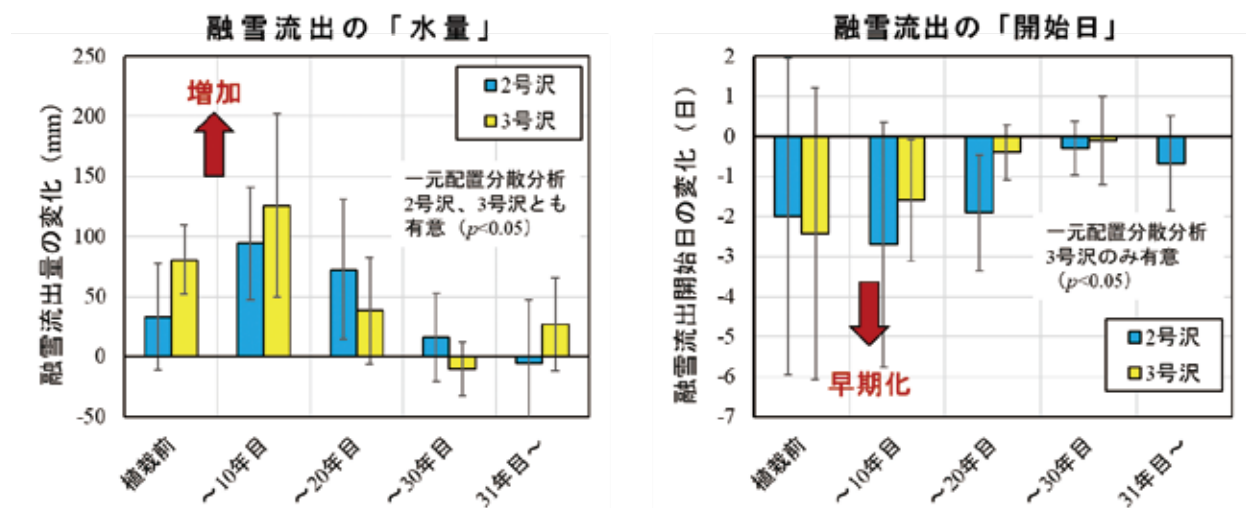 融雪流出の「水量」
融雪流出量の変化（mm）
250
200
150
100
50
0
-50
増加
2号沢
3号沢
一元配置分散分析
2号沢、3号沢とも
有意（p<0.05）
植栽前
～10年目
～20年目
～30年目
31年目～
融雪流出の「開始日」
融雪流出開始日の変化（日）
2
1
0
-1
-2
-3
-4
-5
-6
-7
一元配置分散分析
3号沢のみ有意
（p<0.05）
早期化
2号沢
3号沢
植栽前
～10年目
～20年目
～30年目
31年目～